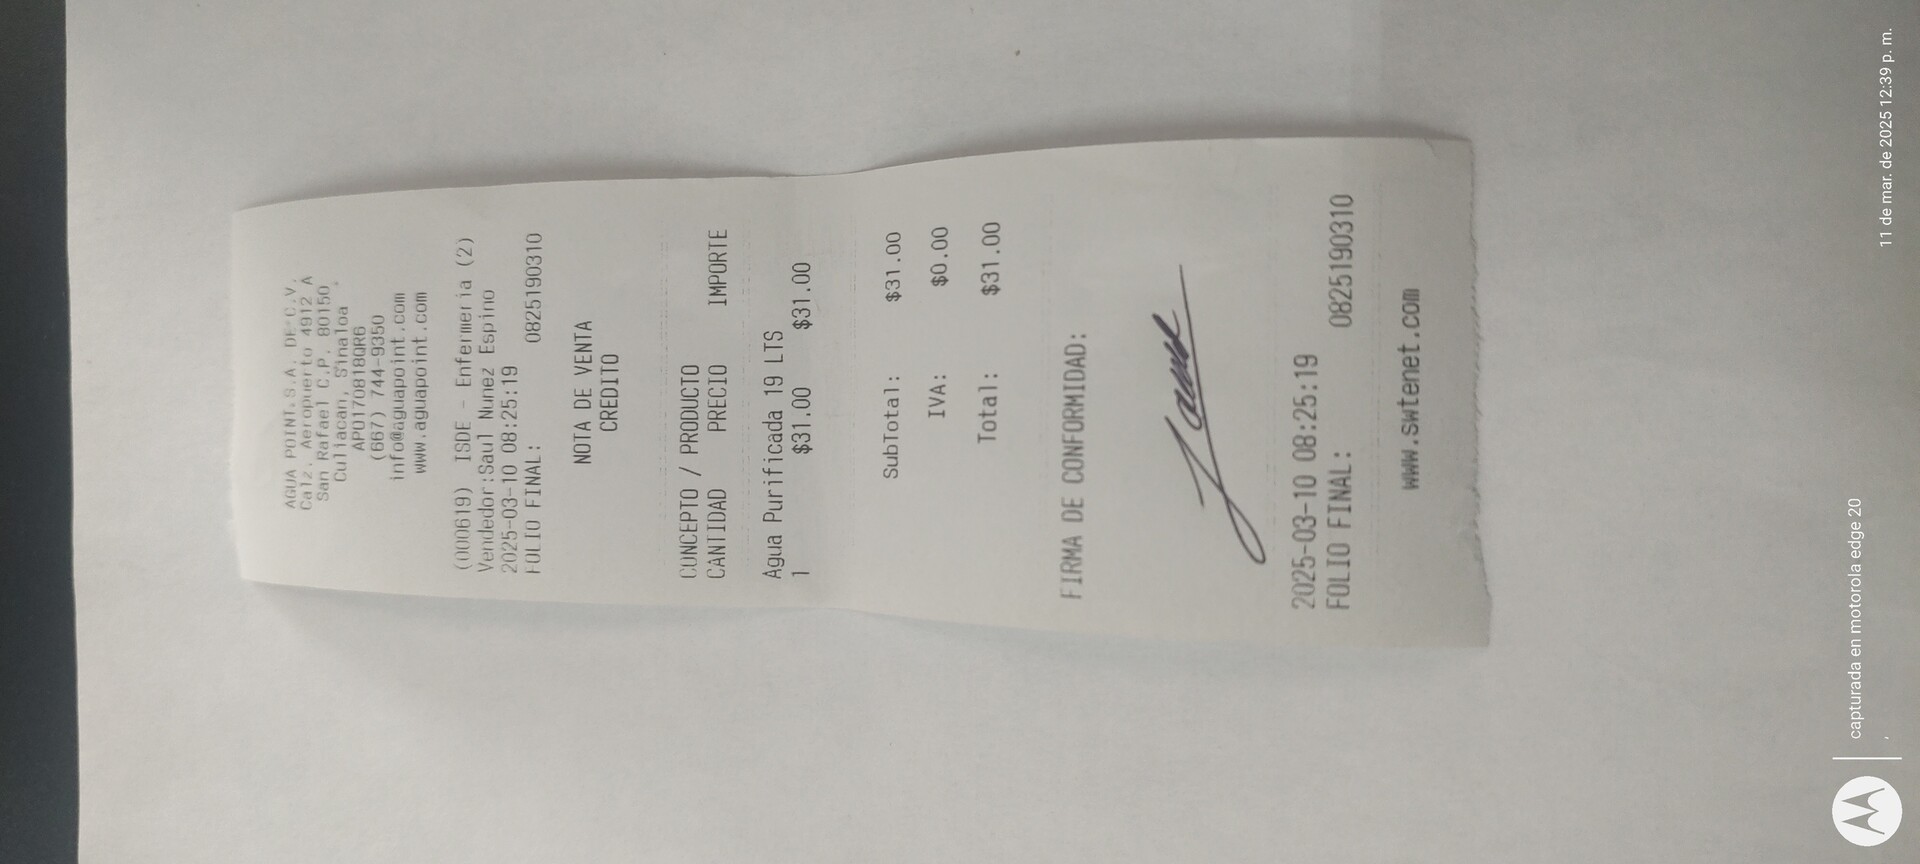 AGUA POINT.S.A. DE C.V.
Calz. Aeropuerto 4912 A
San Rafael C.P. 80150,
Culiacan, Sinaloa
APO170818QR6
(667) 744-9350
info@aguapoint.com
www.aguapoint.com
(000619) ISDE - Enfermeria (2)
Vendedor:Saul Nunez Espino
2025-03-10 08:25:19
FOLIO FINAL: 0825190310
NOTA DE VENTA
CREDITO
CONCEPTO / PRODUCTO
CANTIDAD PRECIO IMPORTE
Agua Purificada 19 LTS
1 $31.00 $31.00
SubTotal: $31.00
IVA: $0.00
Total: $31.00
FIRMA DE CONFORMIDAD:
2025-03-10 08:25:19
FOLIO FINAL: 0825190310
www.swtenet.com
capturada en motorola edge 20
11 de mar. de 2025 12:39 p. m.